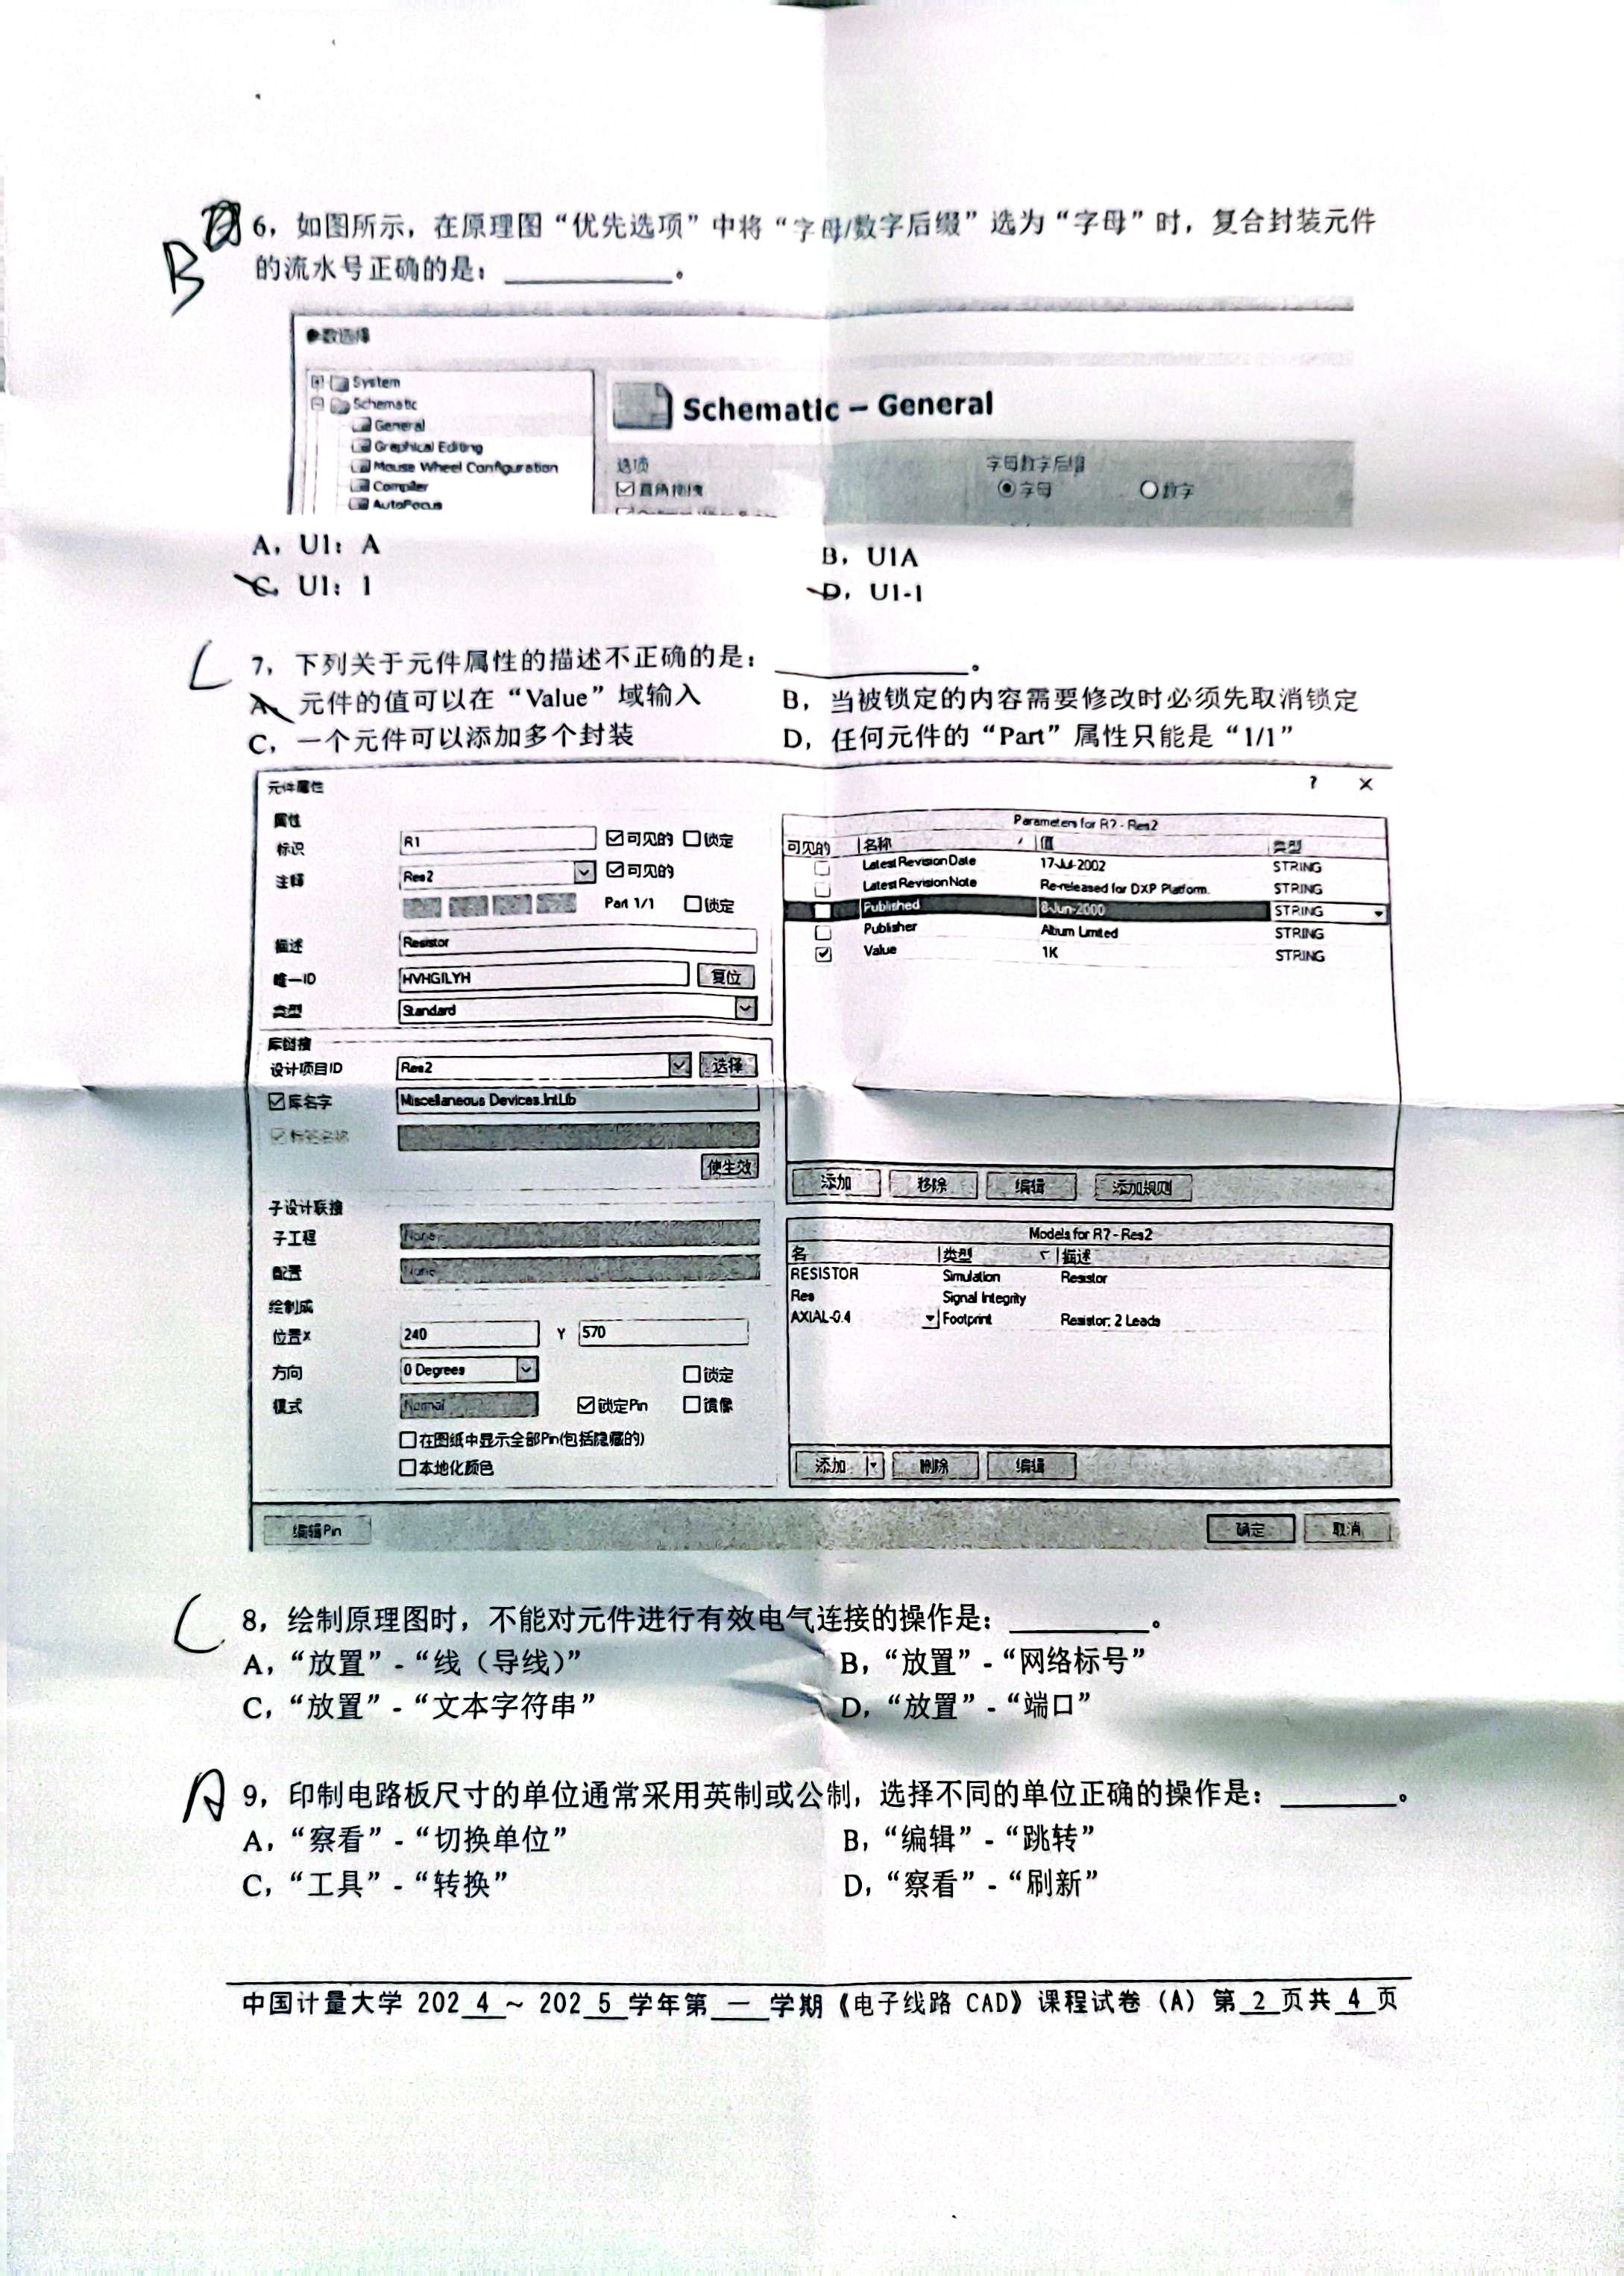 B
6，如图所示，在原理图“优先选项”中将“字母/数字后缀”选为“字母”时，复合封装元件
的流水号正确的是：__________。
参数选择
System
Schematic
General
Graphical Editing
Mouse Wheel Configuration
Compiler
AutoFocus
Schematic – General
选项
直角拖拽
字母数字后缀
字母 数字
A，U1：A B，U1A
C，U1：1 D，U1-1
C
7，下列关于元件属性的描述不正确的是：__________。
A，元件的值可以在“Value”域输入 B，当被锁定的内容需要修改时必须先取消锁定
C，一个元件可以添加多个封装 D，任何元件的“Part”属性只能是“1/1”
元件属性 ? ×
属性
标识 R1 可见的 锁定
注释 Res2 可见的
Part 1/1 锁定
描述 Resistor
唯一ID HVHGILYH 复位
类型 Standard
库链接
设计项目ID Res2 选择
库名字 Miscellaneous Devices.IntLib
使生效
子设计联接
子工程 None
配置 None
绘制成
位置X 240 Y 570
方向 0 Degrees 锁定
模式 Normal 锁定Pin 镜像
在图纸中显示全部Pin(包括隐藏的)
本地化颜色
编辑Pin
Parameters for R? - Res2
可见的 名称 值 类型
LatestRevisionDate 17-Jul-2002 STRING
LatestRevisionNote Re-released for DXP Platform. STRING
Published 8-Jun-2000 STRING
Publisher Altium Limited STRING
Value 1K STRING
添加 移除 编辑 添加规则
Models for R? - Res2
名 类型 描述
RESISTOR Simulation Resistor
Res Signal Integrity
AXIAL-0.4 Footprint Resistor; 2 Leads
添加 删除 编辑
确定 取消
C
8，绘制原理图时，不能对元件进行有效电气连接的操作是：__________。
A，“放置” - “线（导线）” B，“放置” - “网络标号”
C，“放置” - “文本字符串” D，“放置” - “端口”
A
9，印制电路板尺寸的单位通常采用英制或公制，选择不同的单位正确的操作是：________。
A，“察看” - “切换单位” B，“编辑” - “跳转”
C，“工具” - “转换” D，“察看” - “刷新”
中国计量大学 202 4 ~ 202 5 学年第 一 学期《电子线路 CAD》课程试卷（A）第 2 页共 4 页